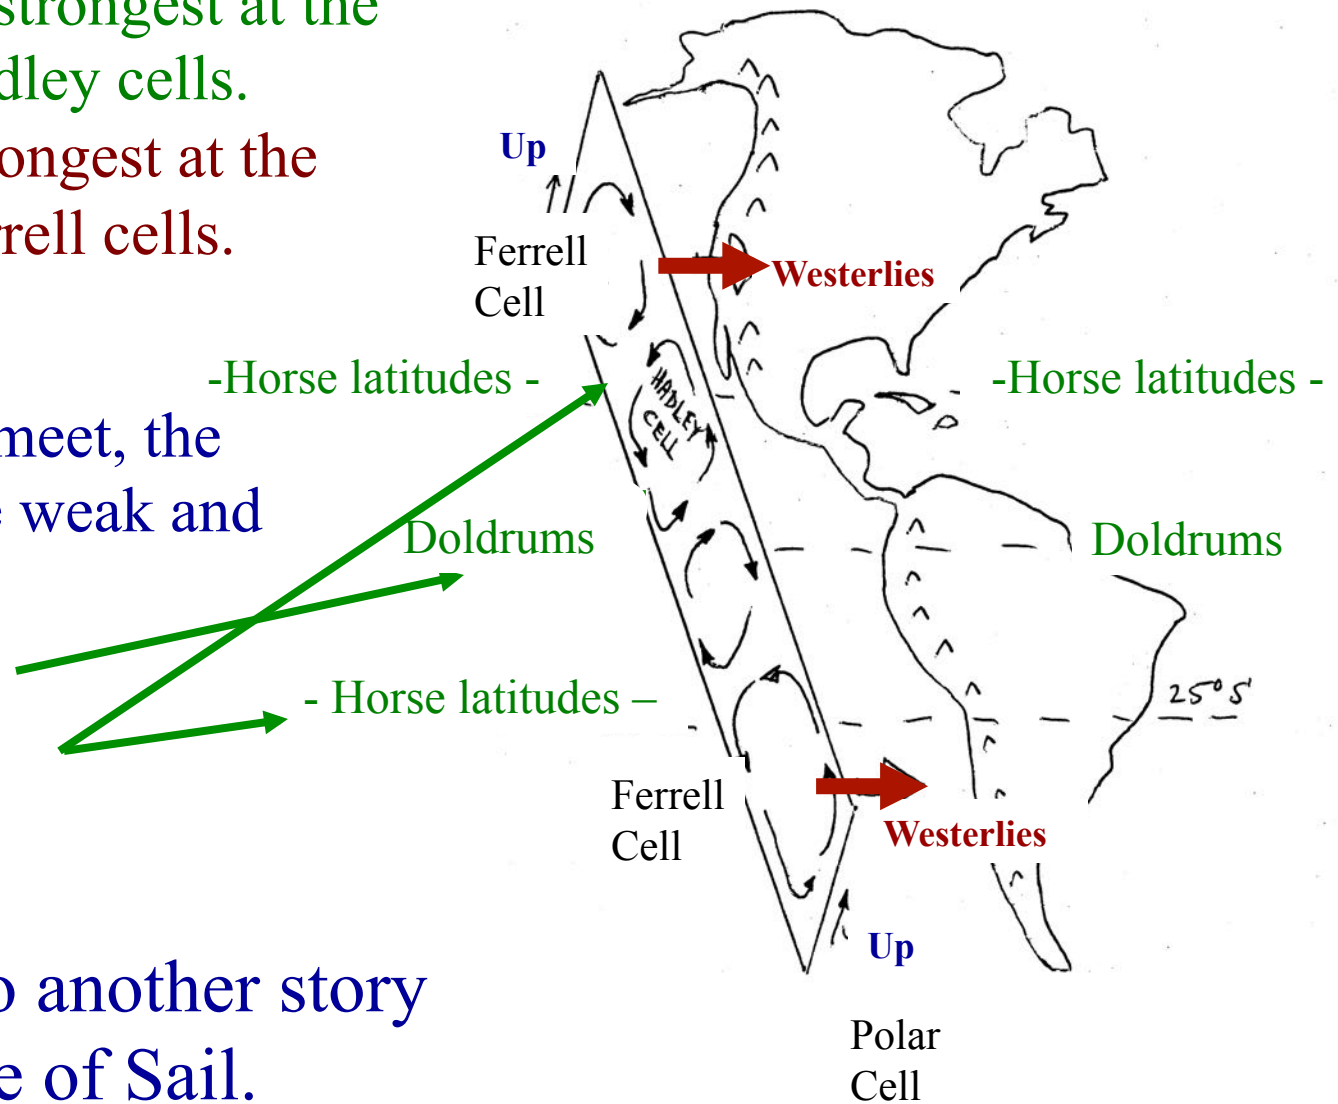 strongest at the
dley cells.
ongest at the
rrell cells.
Up
Ferrell
Cell
Westerlies
-Horse latitudes -
-Horse latitudes -
HADLEY
CELL
meet, the
e weak and
Doldrums
Doldrums
- Horse latitudes –
25°S
Ferrell
Cell
Westerlies
Up
o another story
e of Sail.
Polar
Cell